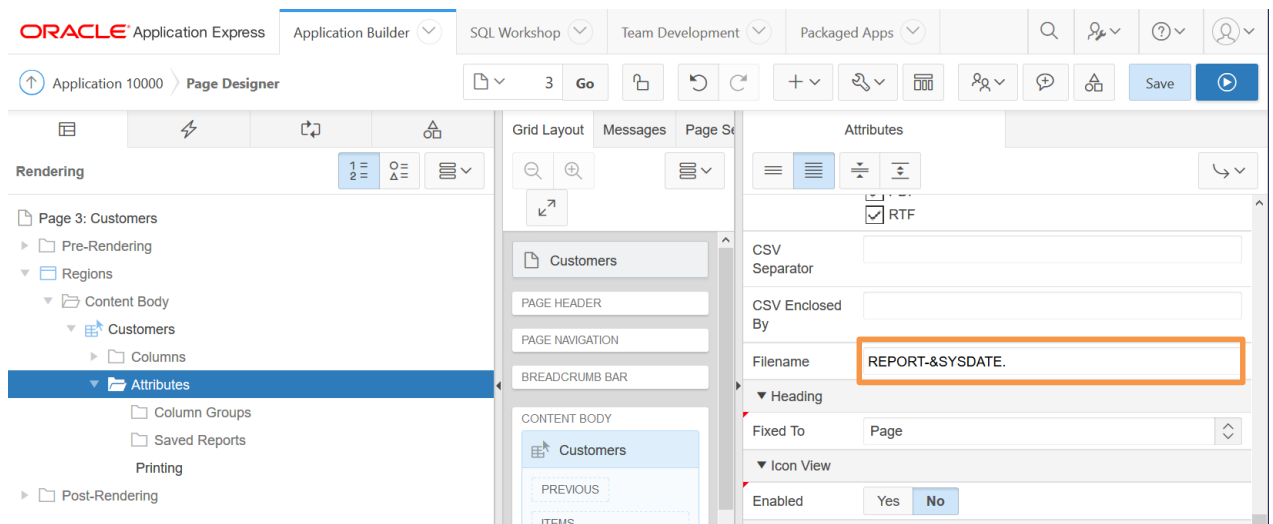 ORACLE Application Express
Application Builder
SQL Workshop
Team Development
Packaged Apps
Application 10000
Page Designer
3
Go
Save
Rendering
Page 3: Customers
Pre-Rendering
Regions
Content Body
Customers
Columns
Attributes
Column Groups
Saved Reports
Printing
Post-Rendering
Grid Layout
Messages
Page Se
Customers
PAGE HEADER
PAGE NAVIGATION
BREADCRUMB BAR
CONTENT BODY
Customers
PREVIOUS
ITEMS
Attributes
PDF
RTF
CSV
Separator
CSV Enclosed
By
Filename
REPORT-&SYSDATE.
Heading
Fixed To
Page
Icon View
Enabled
Yes
No